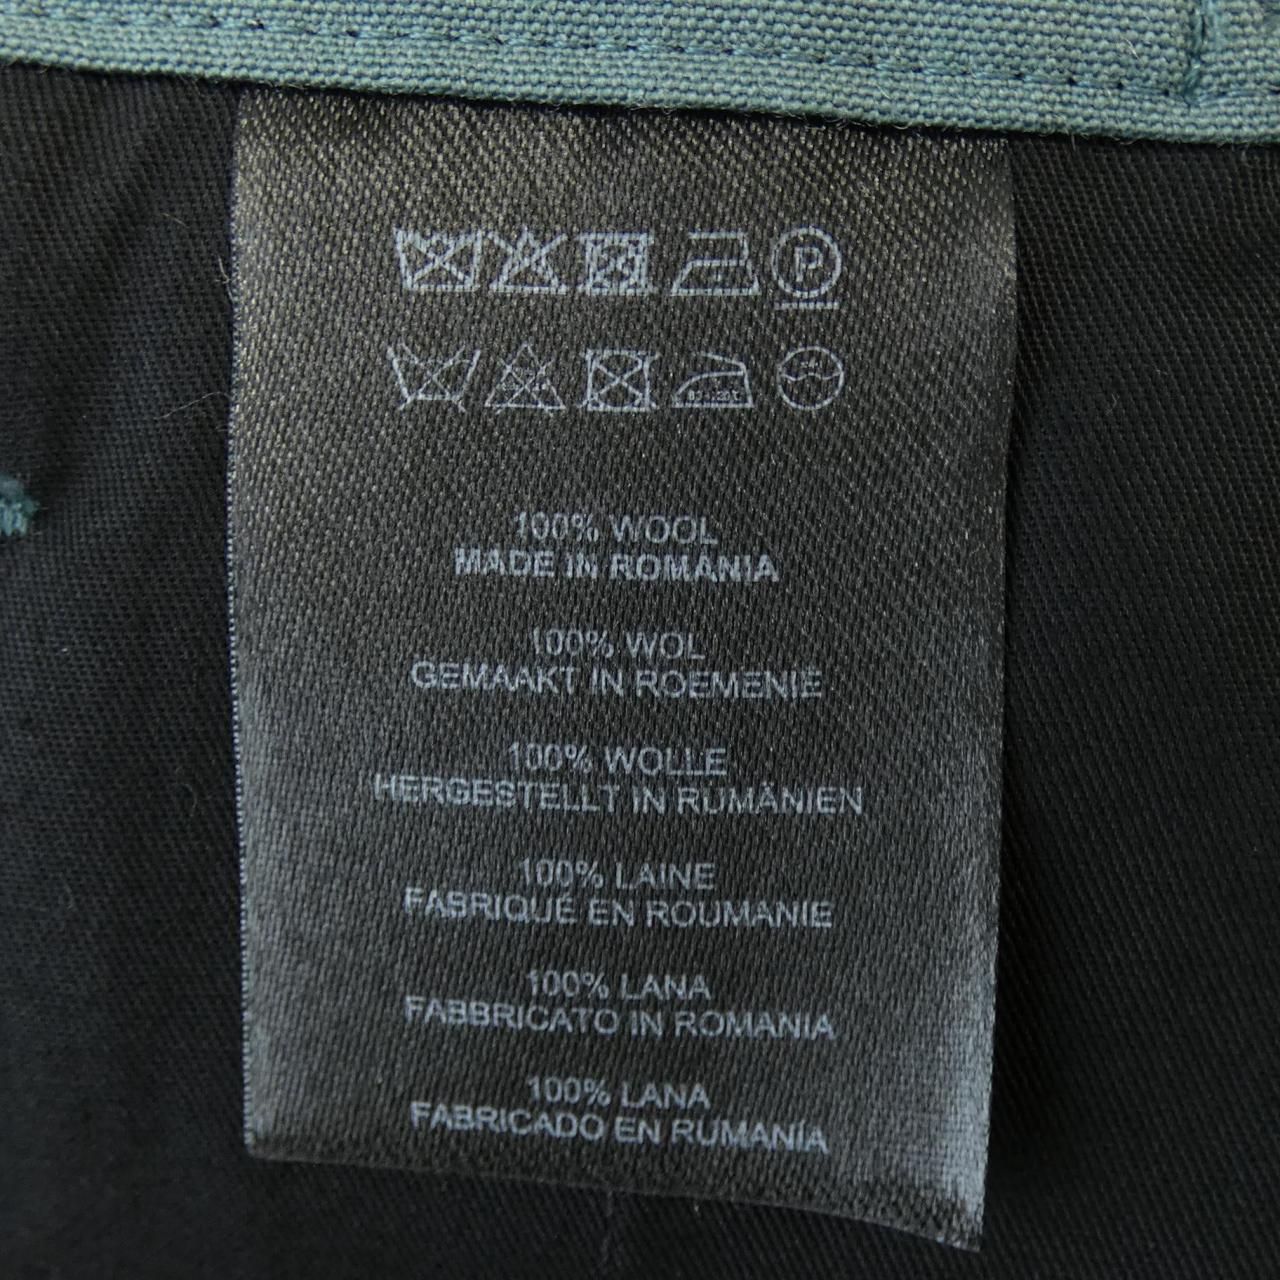 P
100% WOOL
MADE IN ROMANIA
100% WOL
GEMAAKT IN ROEMENIË
100% WOLLE
HERGESTELLT IN RUMÄNIEN
100% LAINE
FABRIQUÉ EN ROUMANIE
100% LANA
FABBRICATO IN ROMANIA
100% LANA
FABRICADO EN RUMANÍA